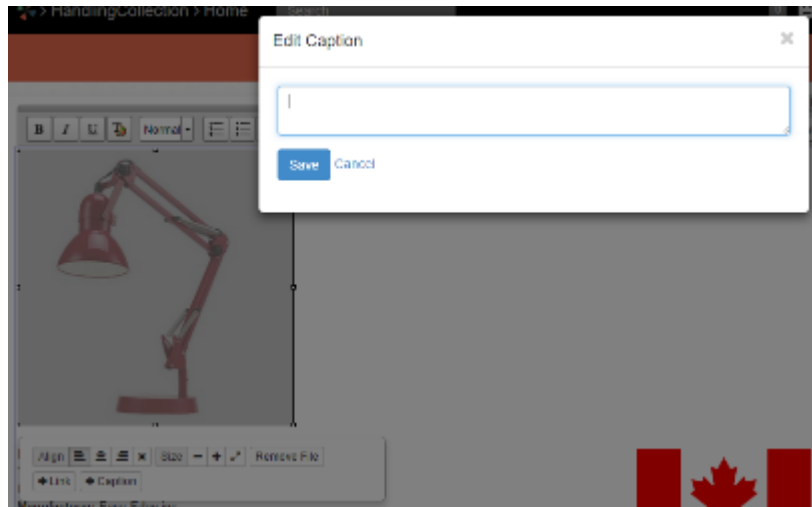 > HandlingCollection > Home
Search
Edit Caption
Save Cancel
B I U Normal
Align Size Remove File
Link Caption